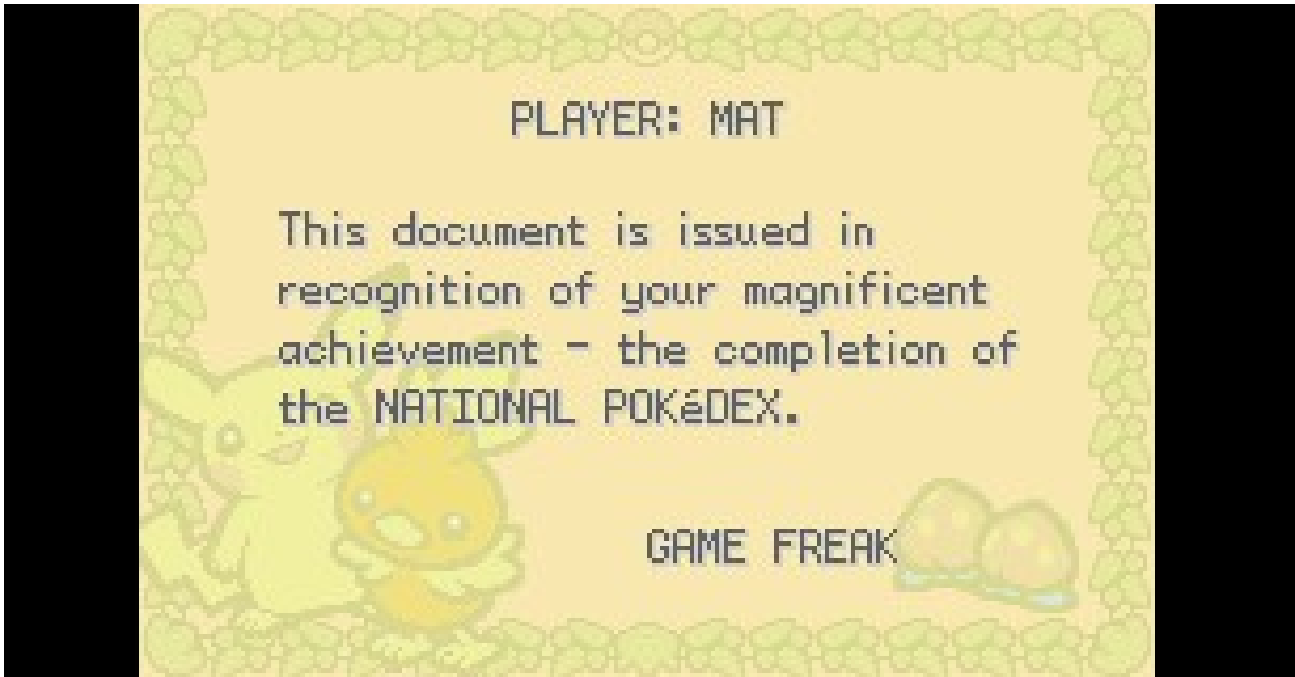 PLAYER: MAT
This document is issued in
recognition of your magnificent
achievement - the completion of
the NATIONAL POKéDEX.
GAME FREAK